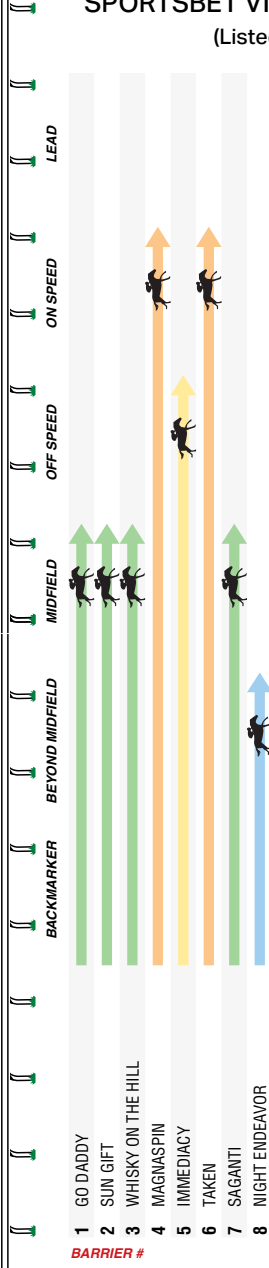 SPORTSBET VI
(Liste
LEAD
ON SPEED
OFF SPEED
MIDFIELD
BEYOND MIDFIELD
BACKMARKER
1 GO DADDY
2 SUN GIFT
3 WHISKY ON THE HILL
4 MAGNASPIN
5 IMMEDIACY
6 TAKEN
7 SAGANTI
8 NIGHT ENDEAVOR
BARRIER #